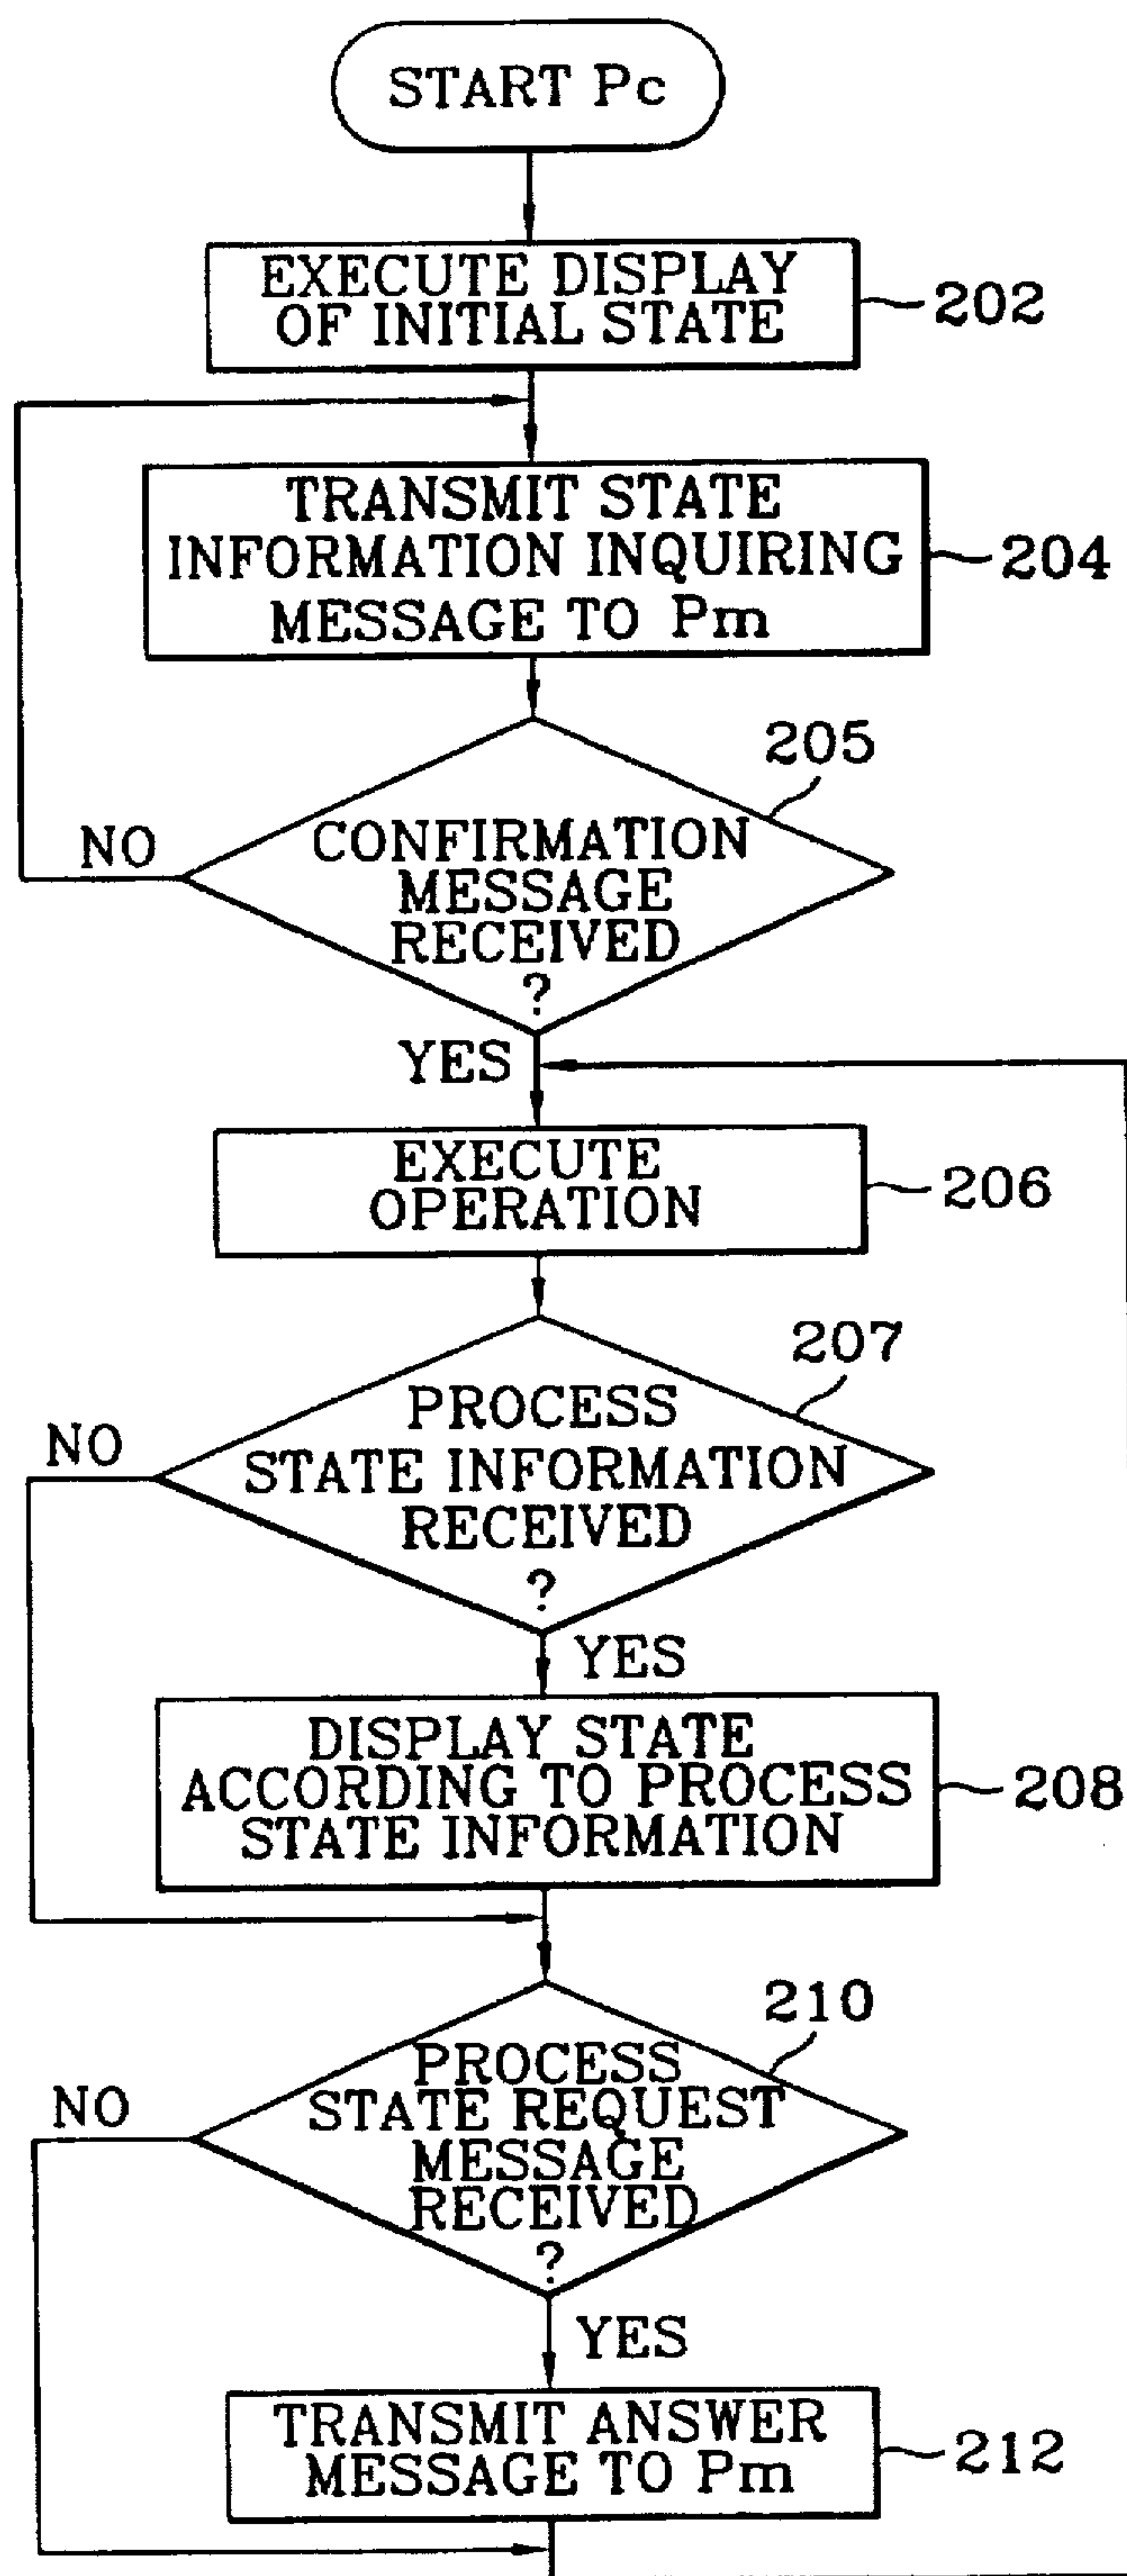 START Pc
EXECUTE DISPLAY
OF INITIAL STATE
202
TRANSMIT STATE
INFORMATION INQUIRING
MESSAGE TO Pm
204
205
CONFIRMATION
MESSAGE
RECEIVED
?
NO
YES
EXECUTE
OPERATION
206
207
PROCESS
STATE INFORMATION
RECEIVED
?
NO
YES
DISPLAY STATE
ACCORDING TO PROCESS
STATE INFORMATION
208
210
PROCESS
STATE REQUEST
MESSAGE
RECEIVED
?
NO
YES
TRANSMIT ANSWER
MESSAGE TO Pm
212